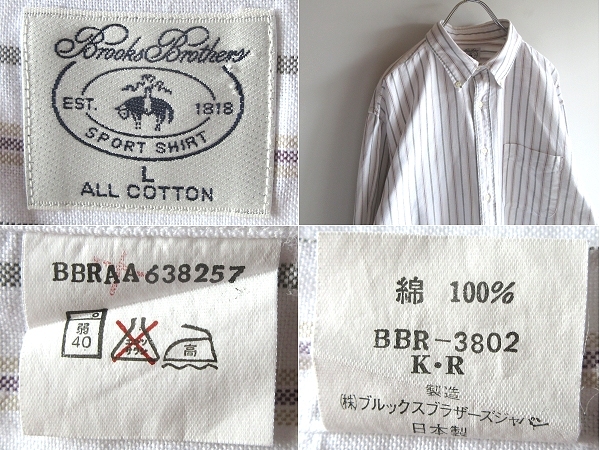 Brooks Brothers
EST. 1818
SPORT SHIRT
L
ALL COTTON
BBRAA-638257
弱
40
高
綿 100%
BBR-3802
K·R
製造
㈱ブルックスブラザーズジャパン
日本製